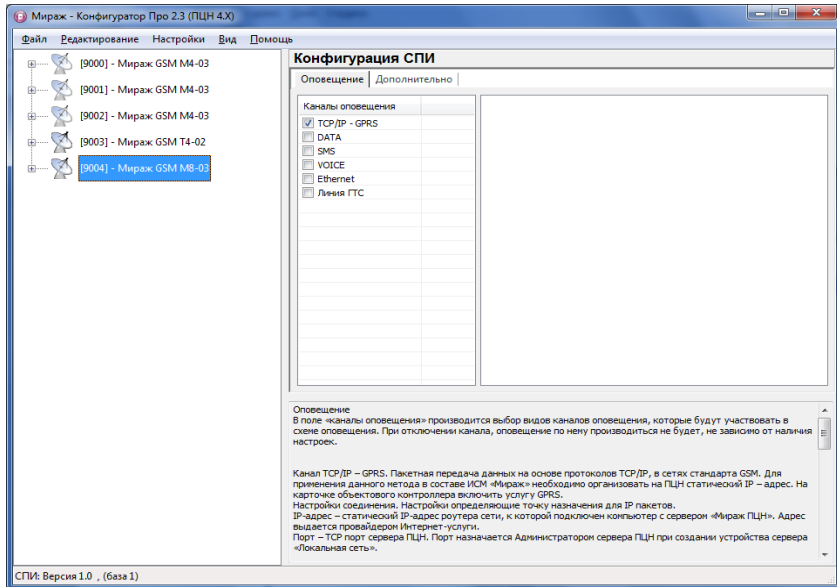 Мираж - Конфигуратор Про 2.3 (ПЦН 4.X)
Файл Редактирование Настройки Вид Помощь
[9000] - Мираж GSM M4-03
[9001] - Мираж GSM M4-03
[9002] - Мираж GSM M4-03
[9003] - Мираж GSM T4-02
[9004] - Мираж GSM M8-03
Конфигурация СПИ
Оповещение Дополнительно
Каналы оповещения
TCP/IP - GPRS
DATA
SMS
VOICE
Ethernet
Линия ГТС
Оповещение
В поле «каналы оповещения» производится выбор видов каналов оповещения, которые будут участвовать в
схеме оповещения. При отключении канала, оповещение по нему производиться не будет, не зависимо от наличия
настроек.
Канал TCP/IP – GPRS. Пакетная передача данных на основе протоколов TCP/IP, в сетях стандарта GSM. Для
применения данного метода в составе ИСМ «Мираж» необходимо организовать на ПЦН статический IP – адрес. На
карточке объектового контроллера включить услугу GPRS.
Настройки соединения. Настройки определяющие точку назначения для IP пакетов.
IP-адрес – статический IP-адрес роутера сети, к которой подключен компьютер с сервером «Мираж ПЦН». Адрес
выдается провайдером Интернет-услуги.
Порт – TCP порт сервера ПЦН. Порт назначается Администратором сервера ПЦН при создании устройства сервера
«Локальная сеть».
СПИ: Версия 1.0 , (база 1)